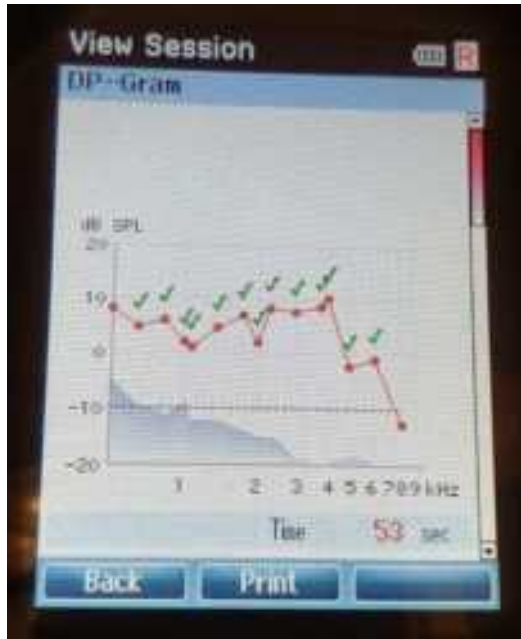 View Session
R
DP-Gram
dB SPL
20
10
0
-10
-20
1 2 3 4 5 6 7 8 9 kHz
Time 53 sec
Back Print